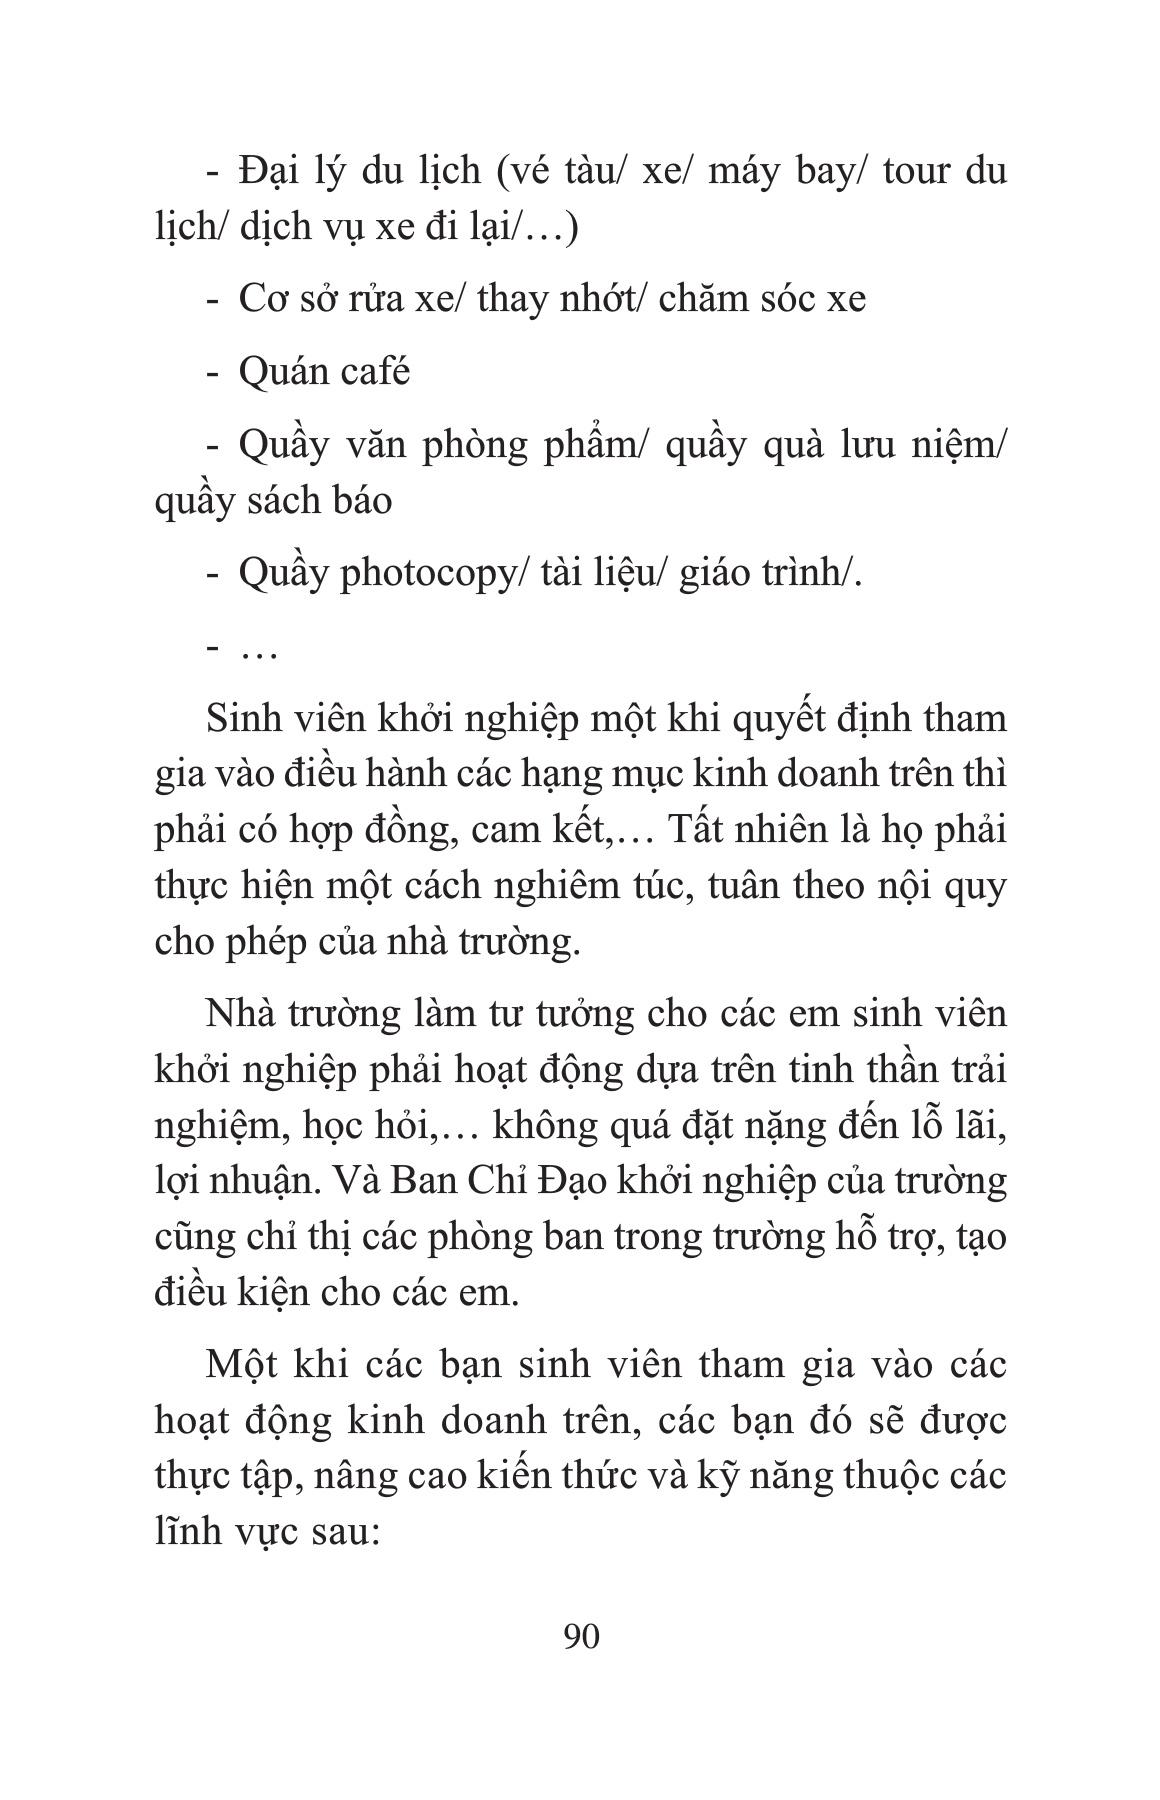 - Đại lý du lịch (vé tàu/ xe/ máy bay/ tour du
lịch/ dịch vụ xe đi lại/…)
- Cơ sở rửa xe/ thay nhớt/ chăm sóc xe
- Quán café
- Quầy văn phòng phẩm/ quầy quà lưu niệm/
quầy sách báo
- Quầy photocopy/ tài liệu/ giáo trình/.
- …
Sinh viên khởi nghiệp một khi quyết định tham
gia vào điều hành các hạng mục kinh doanh trên thì
phải có hợp đồng, cam kết,… Tất nhiên là họ phải
thực hiện một cách nghiêm túc, tuân theo nội quy
cho phép của nhà trường.
Nhà trường làm tư tưởng cho các em sinh viên
khởi nghiệp phải hoạt động dựa trên tinh thần trải
nghiệm, học hỏi,… không quá đặt nặng đến lỗ lãi,
lợi nhuận. Và Ban Chỉ Đạo khởi nghiệp của trường
cũng chỉ thị các phòng ban trong trường hỗ trợ, tạo
điều kiện cho các em.
Một khi các bạn sinh viên tham gia vào các
hoạt động kinh doanh trên, các bạn đó sẽ được
thực tập, nâng cao kiến thức và kỹ năng thuộc các
lĩnh vực sau:
90